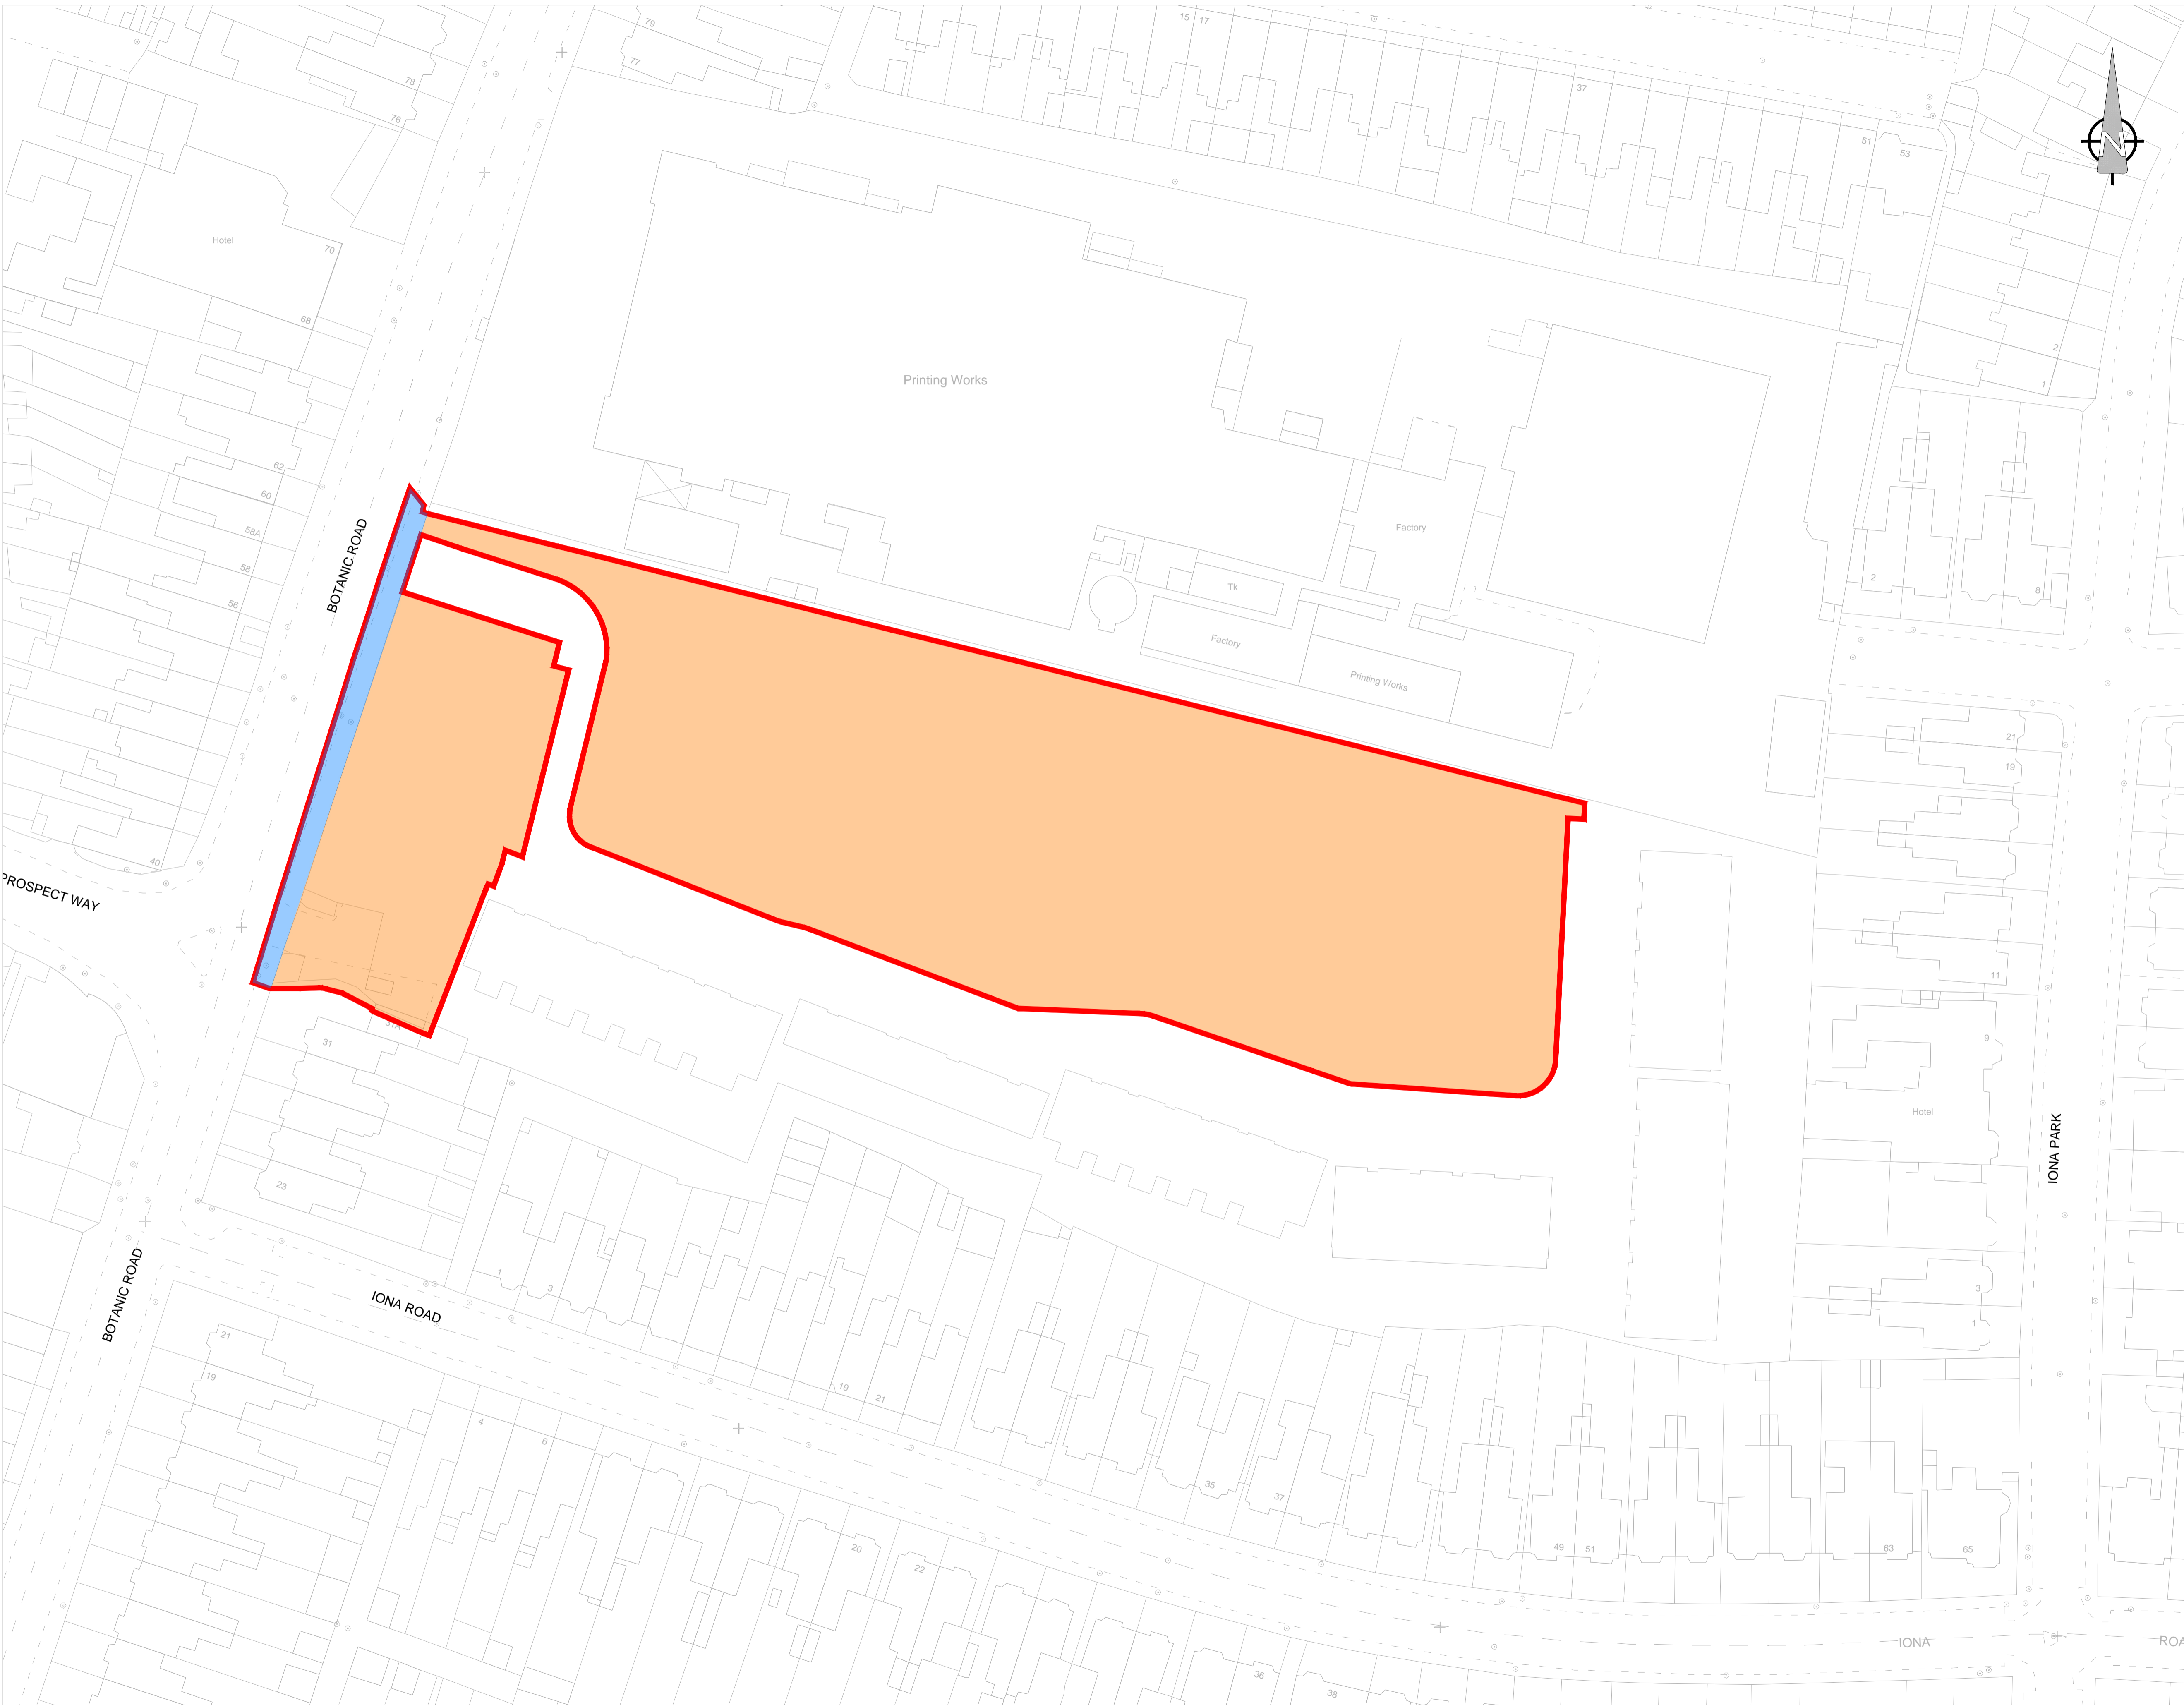 79
15 17
77
78
37
76
51
53
N
Hotel
70
68
2
1
Printing Works
62
60
58A
58
56
BOTANIC ROAD
Factory
Tk
2
8
Factory
Printing Works
21
19
40
PROSPECT WAY
11
31A
31
9
Hotel
IONA PARK
23
1
3
BOTANIC ROAD
IONA ROAD
3
1
21
19
19
21
4
6
35
37
20
22
49
51
63
65
IONA
ROA
36
38